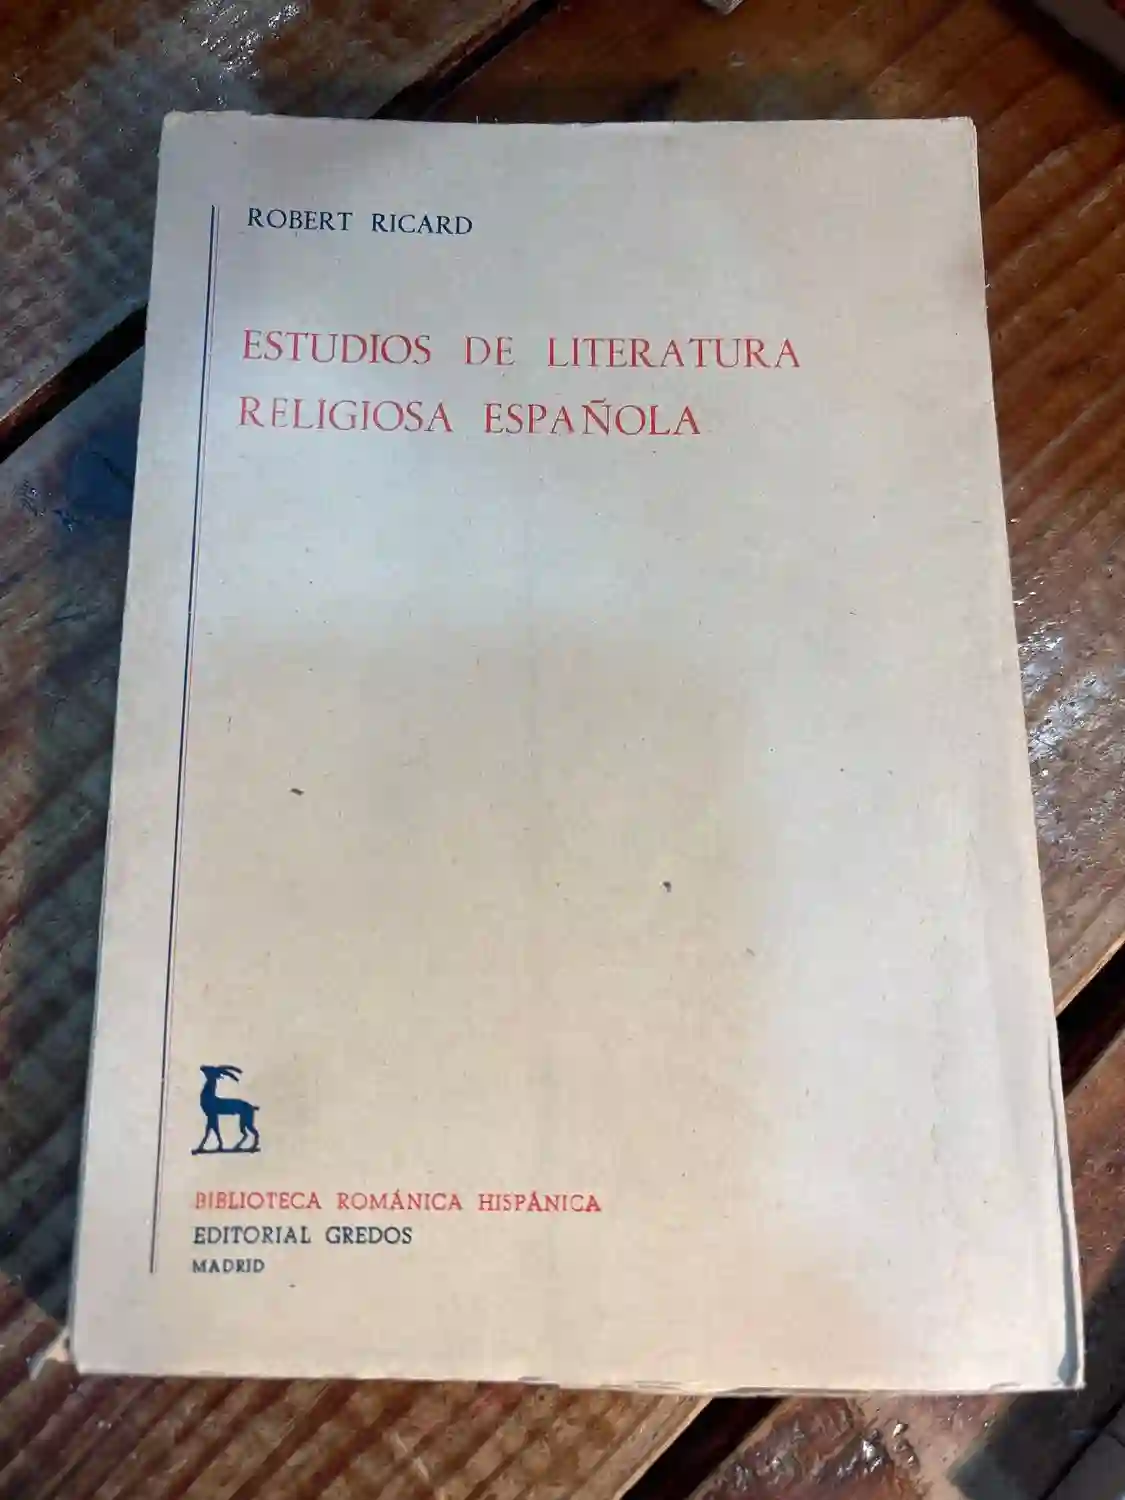 ROBERT RICARD
ESTUDIOS DE LITERATURA
RELIGIOSA ESPAÑOLA
BIBLIOTECA ROMÁNICA HISPÁNICA
EDITORIAL GREDOS
MADRID